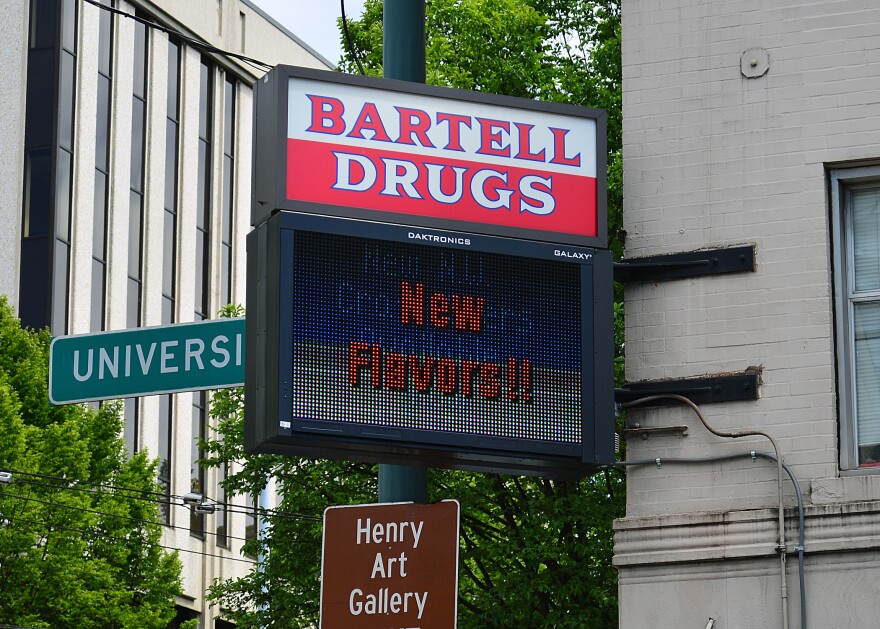 BARTELL
DRUGS
DAKTRONICS
GALAXY
New
Flavors!!
UNIVERSI
Henry
Art
Gallery